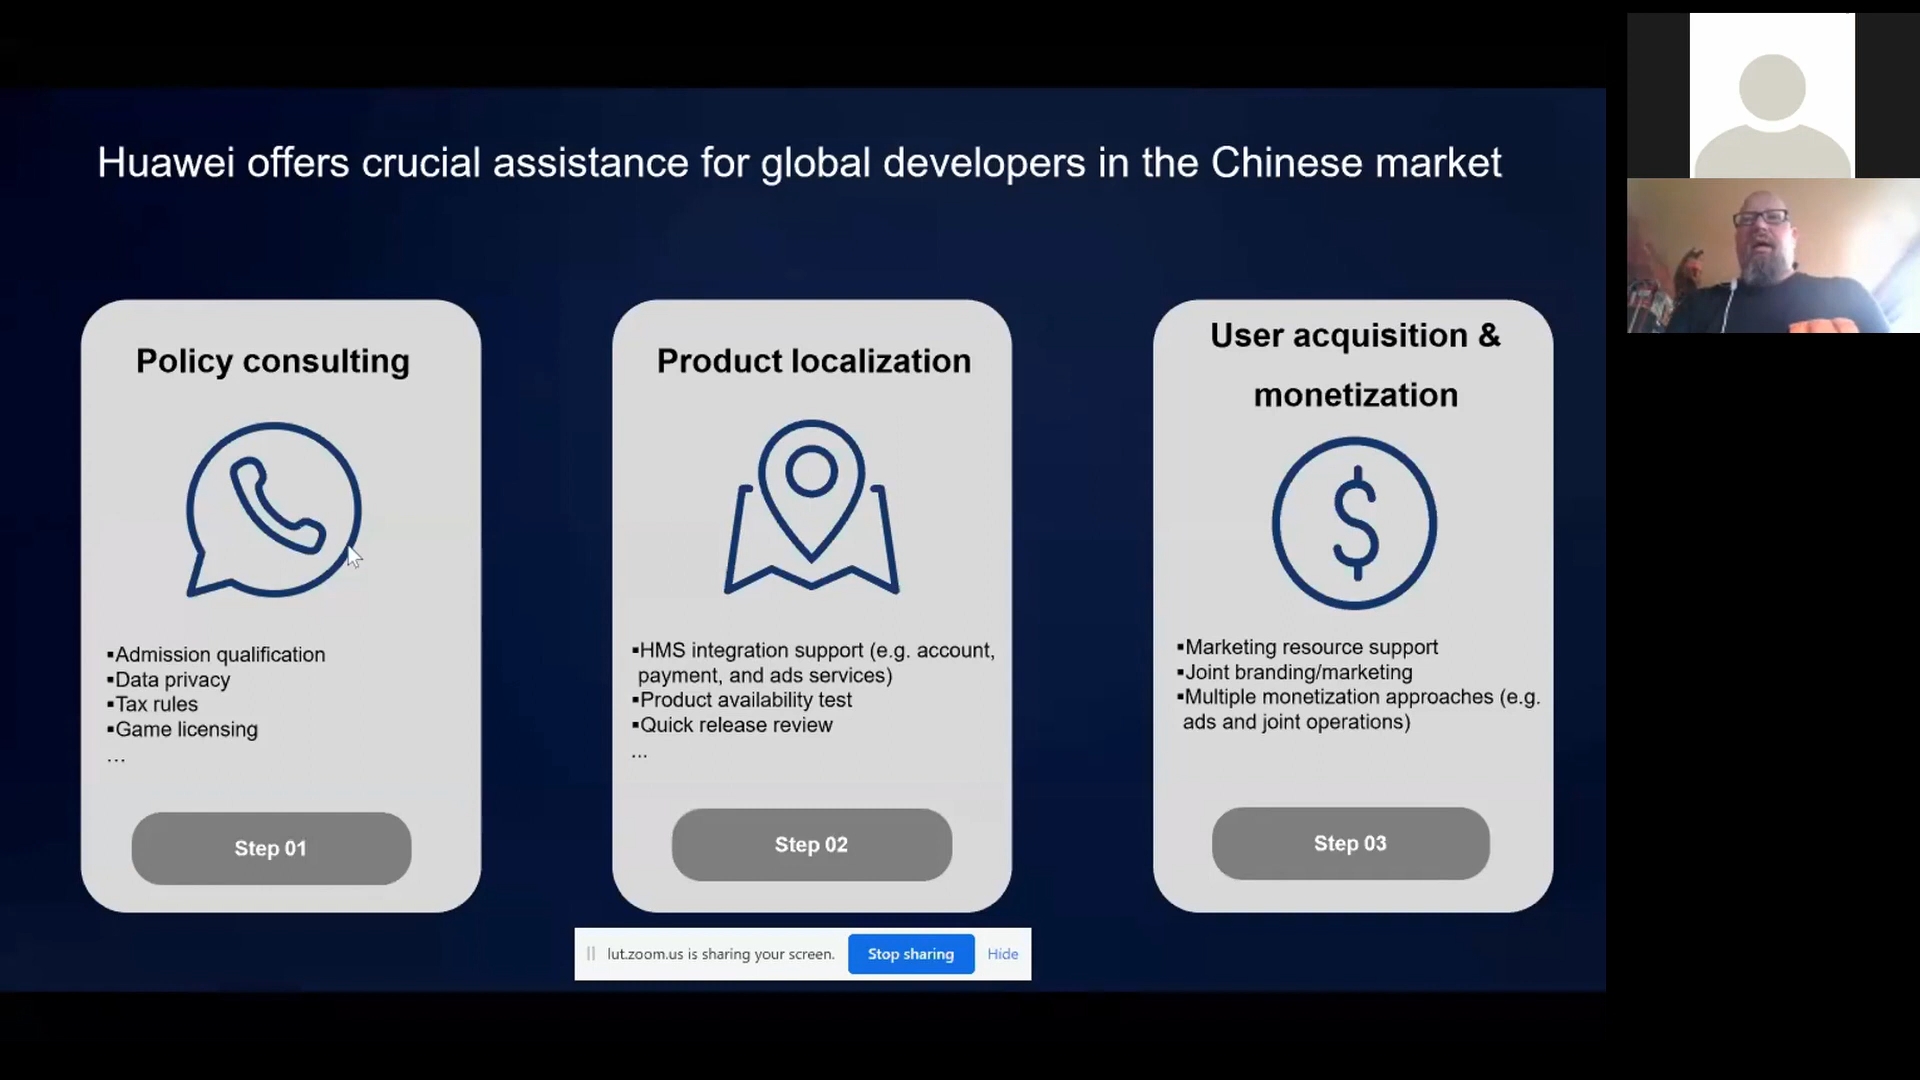 Huawei offers crucial assistance for global developers in the Chinese market
Policy consulting
▪Admission qualification
▪Data privacy
▪Tax rules
▪Game licensing
...
Step 01
Product localization
▪HMS integration support (e.g. account,
payment, and ads services)
▪Product availability test
▪Quick release review
...
Step 02
User acquisition &
monetization
▪Marketing resource support
▪Joint branding/marketing
▪Multiple monetization approaches (e.g.
ads and joint operations)
Step 03
lut.zoom.us is sharing your screen.
Stop sharing
Hide